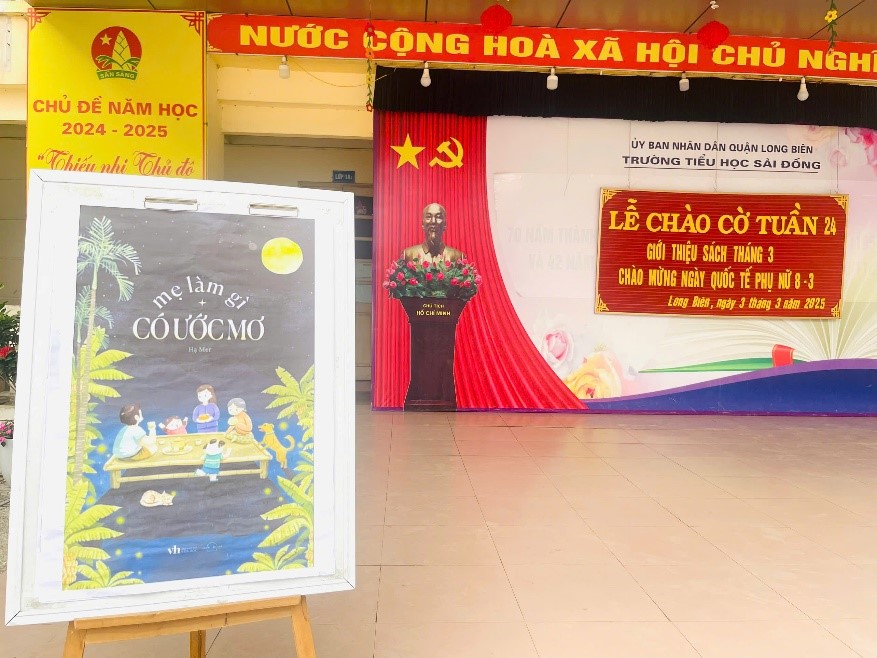 NƯỚC CỘNG HOÀ XÃ HỘI CHỦ NGHĨ
SẴN SÀNG
CHỦ ĐỀ NĂM HỌC
2024 - 2025
"Thiếu nhi Thủ đô
ỦY BAN NHÂN DÂN QUẬN LONG BIÊN
TRƯỜNG TIỂU HỌC SÀI ĐỒNG
LỄ CHÀO CỜ TUẦN 24
GIỚI THIỆU SÁCH THÁNG 3
CHÀO MỪNG NGÀY QUỐC TẾ PHỤ NỮ 8 - 3
Long Biên, ngày 3 tháng 3 năm 2025
CHỦ TỊCH
HỒ CHÍ MINH
mẹ làm gì
CÓ ƯỚC MƠ
Hạ Mer